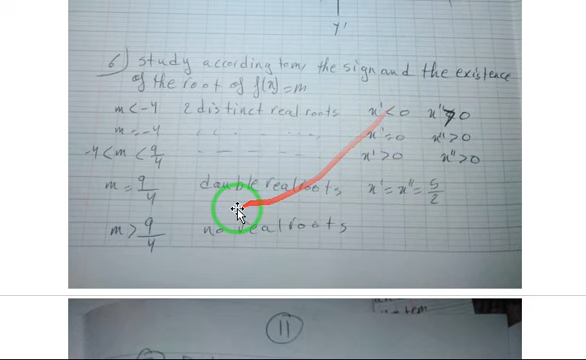 y'
6) study according to m, the sign and the existence
of the root of f(x) = m
m < -4 2 distinct real roots x' < 0 x'' > 0
m = -4 x' = 0 x'' > 0
-4 < m < 9/4 - - - - x' > 0 x'' > 0
m = 9/4 double real roots x' = x'' = 5/2
m > 9/4 no real roots
11